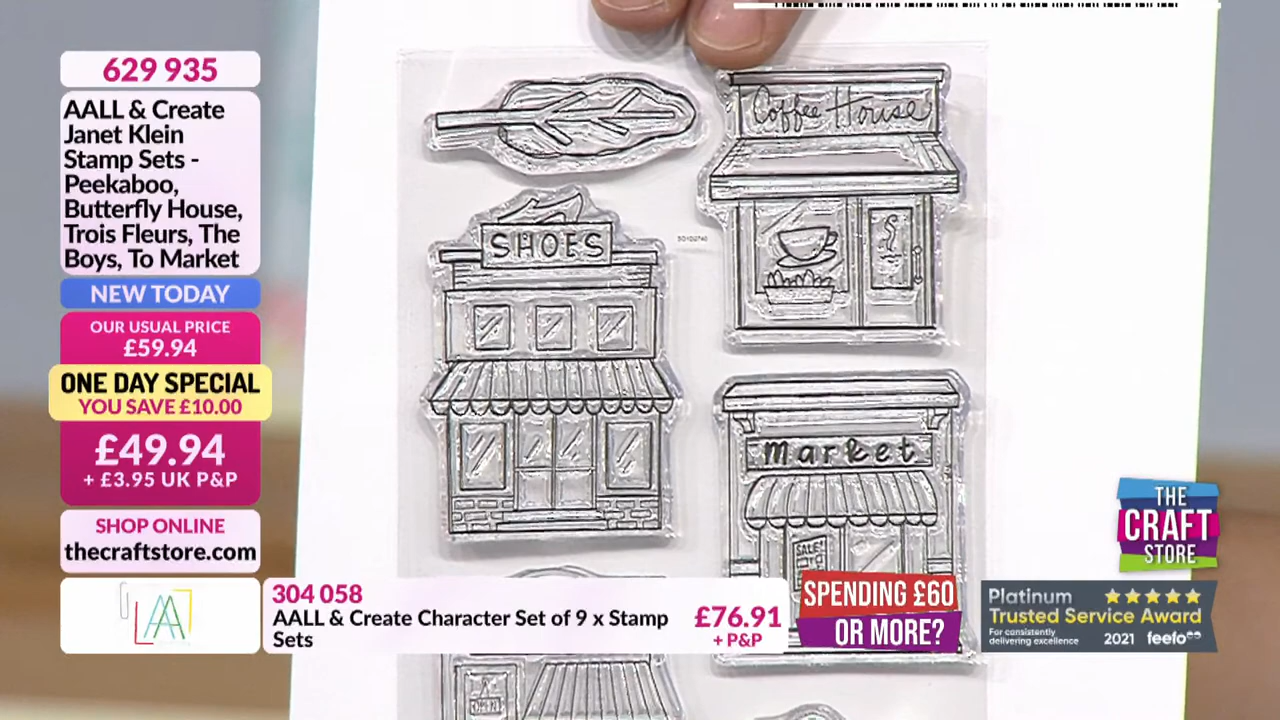 629 935
AALL & Create
Janet Klein
Stamp Sets -
Peekaboo,
Butterfly House,
Trois Fleurs, The
Boys, To Market
NEW TODAY
OUR USUAL PRICE
£59.94
ONE DAY SPECIAL
YOU SAVE £10.00
£49.94
+ £3.95 UK P&P
SHOP ONLINE
thecraftstore.com
Coffee House
SHOES
market
SALE
OPEN
THE
CRAFT
STORE
304 058
AALL & Create Character Set of 9 x Stamp
Sets
£76.91
+ P&P
SPENDING £60
OR MORE?
Platinum
Trusted Service Award
For consistently
delivering excellence
2021 feefo